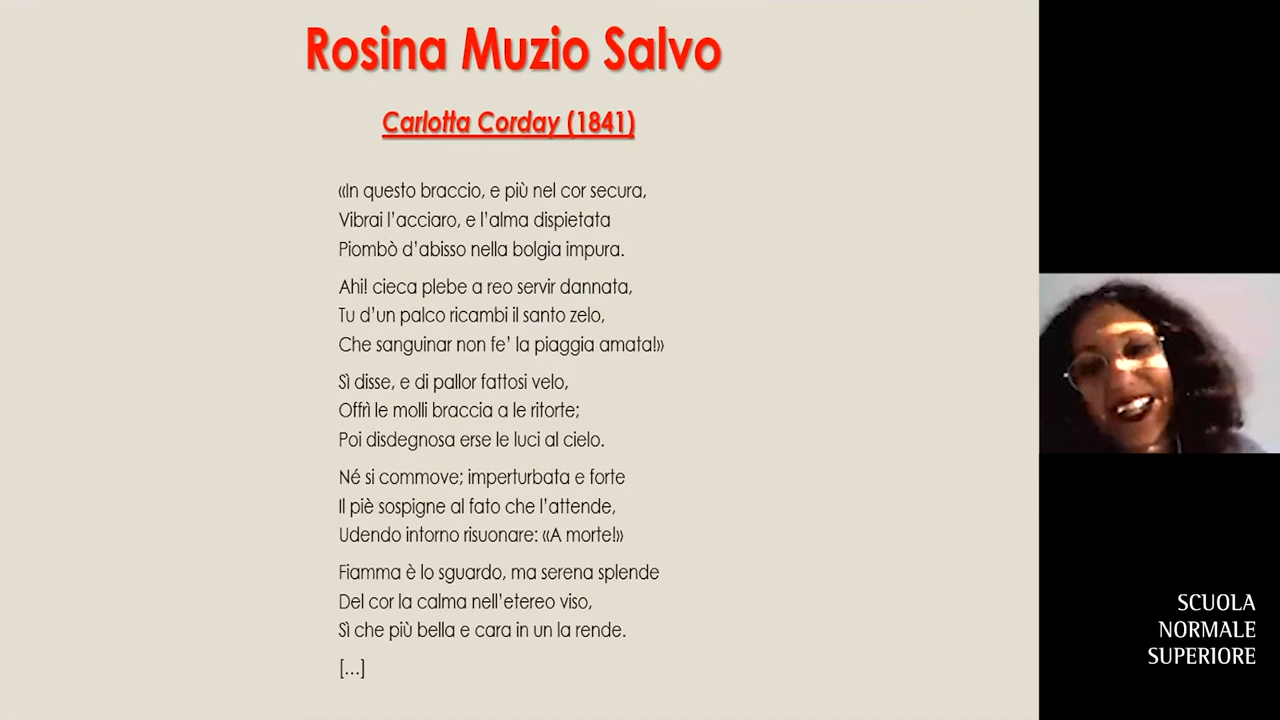 Rosina Muzio Salvo
Carlotta Corday (1841)
«In questo braccio, e più nel cor secura,
Vibrai l’acciaro, e l’alma dispietata
Piombò d’abisso nella bolgia impura.
Ahi! cieca plebe a reo servir dannata,
Tu d’un palco ricambi il santo zelo,
Che sanguinar non fe’ la piaggia amata!»
Sì disse, e di pallor fattosi velo,
Offrì le molli braccia a le ritorte;
Poi disdegnosa erse le luci al cielo.
Né si commove; imperturbata e forte
Il piè sospigne al fato che l’attende,
Udendo intorno risuonare: «A morte!»
Fiamma è lo sguardo, ma serena splende
Del cor la calma nell’etereo viso,
Sì che più bella e cara in un la rende.
[…]
SCUOLA
NORMALE
SUPERIORE